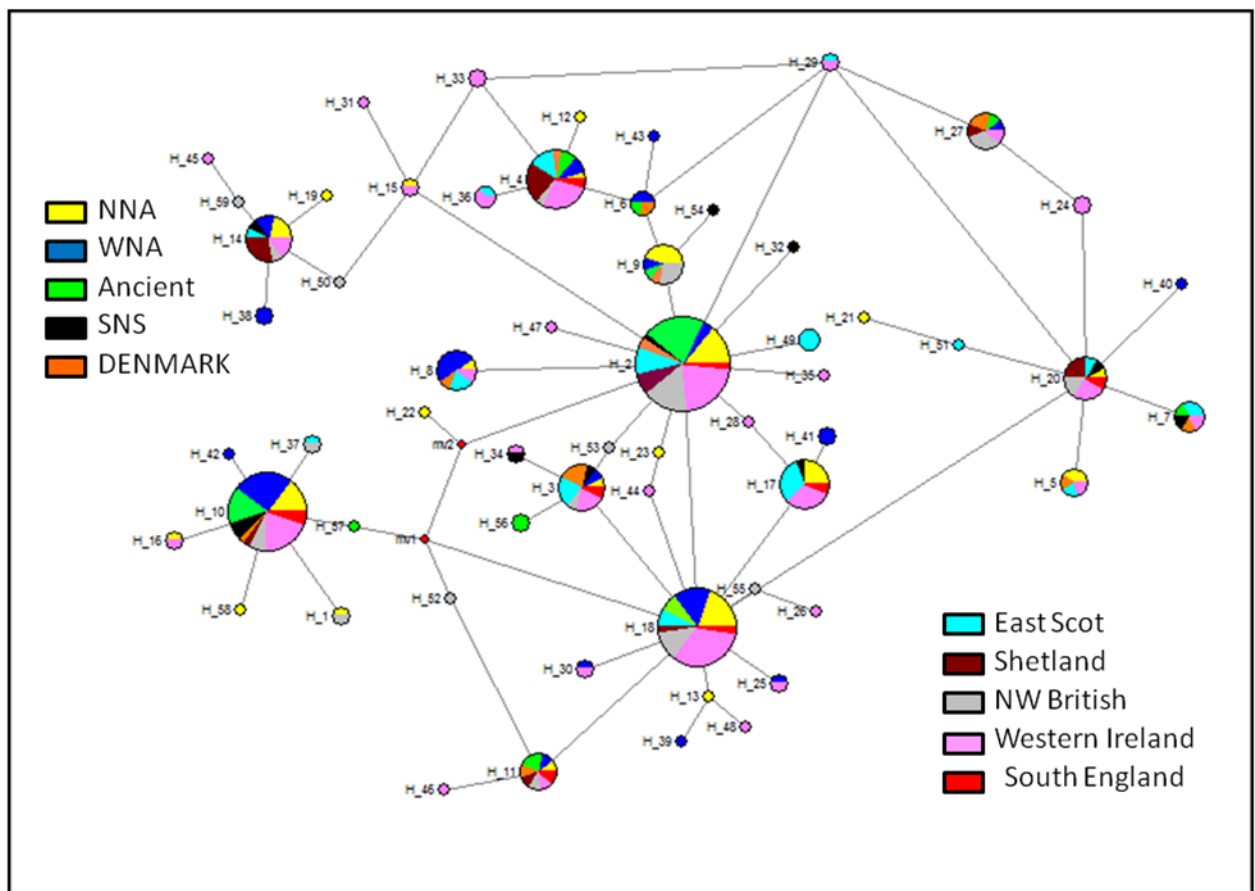 H_29
H_33
H_31
H_12
H_27
H_43
H_45
H_4
H_15
H_36
H_19
H_59
H_6
H_54
H_24
NNA
H_14
H_32
WNA
H_9
H_50
H_40
Ancient
H_38
H_21
SNS
H_47
H_49
H_51
DENMARK
H_8
H_2
H_35
H_20
H_22
H_28
H_7
mv2
H_53
H_41
H_37
H_34
H_23
H_42
H_3
H_44
H_17
H_5
H_10
H_56
H_57
mv1
H_16
H_55
H_58
H_1
H_52
H_26
H_18
East Scot
Shetland
H_30
H_25
H_13
NW British
H_48
H_39
Western Ireland
H_11
South England
H_46